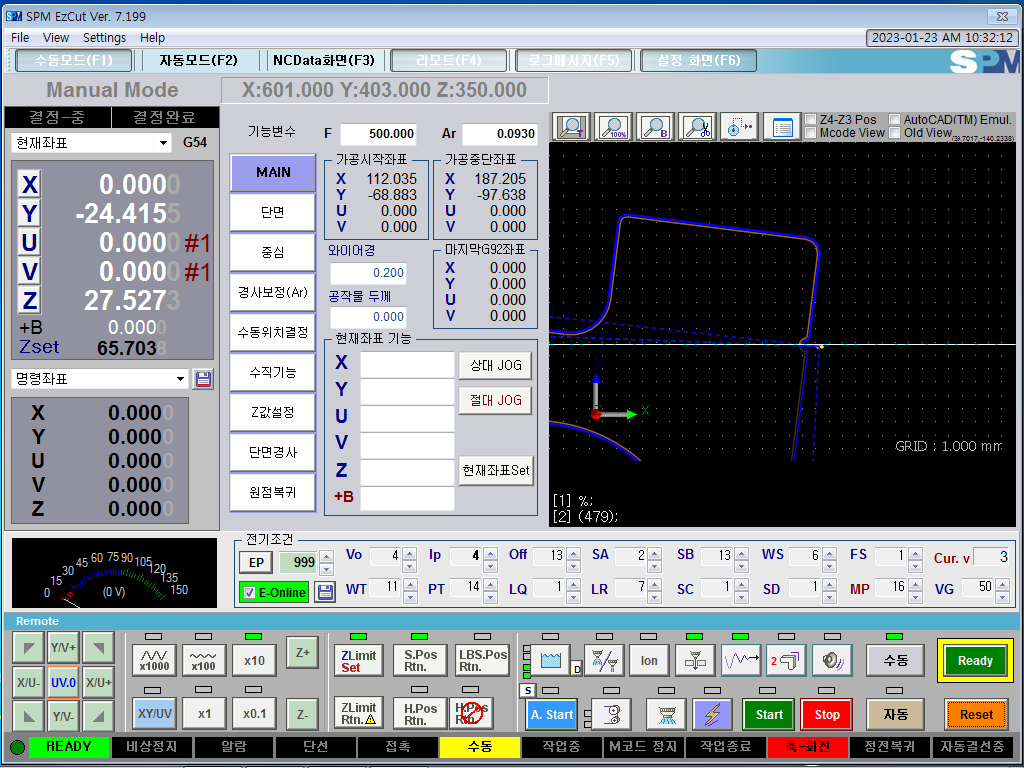 SPM EzCut Ver. 7.199
File View Settings Help
2023-01-23 AM 10:32:12
수동모드(F1) 자동모드(F2) NCData화면(F3) 리모트(F4) 로그메시지(F5) 설정 화면(F6)
SPM
Manual Mode
X:601.000 Y:403.000 Z:350.000
결정-중 결정완료
현재좌표 G54
X 0.0000
Y -24.4155
U 0.0000 #1
V 0.0000 #1
Z 27.5273
+B 0.0000
Zset 65.7038
명령좌표
X 0.0000
Y 0.0000
U 0.0000
V 0.0000
Z 0.0000
기능변수 F 500.000 Ar 0.0930
MAIN
단면
중심
경사보정(Ar)
수동위치결정
수직기능
Z값설정
단면경사
원점복귀
가공시작좌표
X 112.035
Y -68.883
U 0.000
V 0.000
가공중단좌표
X 187.205
Y -97.638
U 0.000
V 0.000
와이어경
0.200
공작물 두께
0.000
마지막G92좌표
X 0.000
Y 0.000
U 0.000
V 0.000
현재좌표 기능
X
Y
U
V
Z
+B
상대 JOG
절대 JOG
현재좌표Set
T 100% B
Z4-Z3 Pos AutoCAD(TM) Emul.
Mcode View Old View
(39.7017,-140.2338)
Y
X
GRID : 1.000 mm
[1] %;
[2] (479);
0 15 30 45 60 75 90 105 120 135 150
(0 V)
전기조건
EP 999 Vo 4 Ip 4 Off 13 SA 2 SB 13 WS 6 FS 1 Cur. v 3
E-Online WT 11 PT 14 LQ 1 LR 7 SC 1 SD 1 MP 16 VG 50
Remote
Y/V+
X/U- UV.0 X/U+
Y/V-
x1000 x100 x10 Z+
XY/UV x1 x0.1 Z-
ZLimit Set
S.Pos Rtn.
LBS.Pos Rtn.
ZLimit Rtn.
H.Pos Rtn.
D
Ion
2
수동
Ready
S
A. Start
Start
Stop
자동
Reset
READY 비상정지 알람 단선 접촉 수동 작업중 M코드 정지 작업종료 축-회전 정전복귀 자동결선중